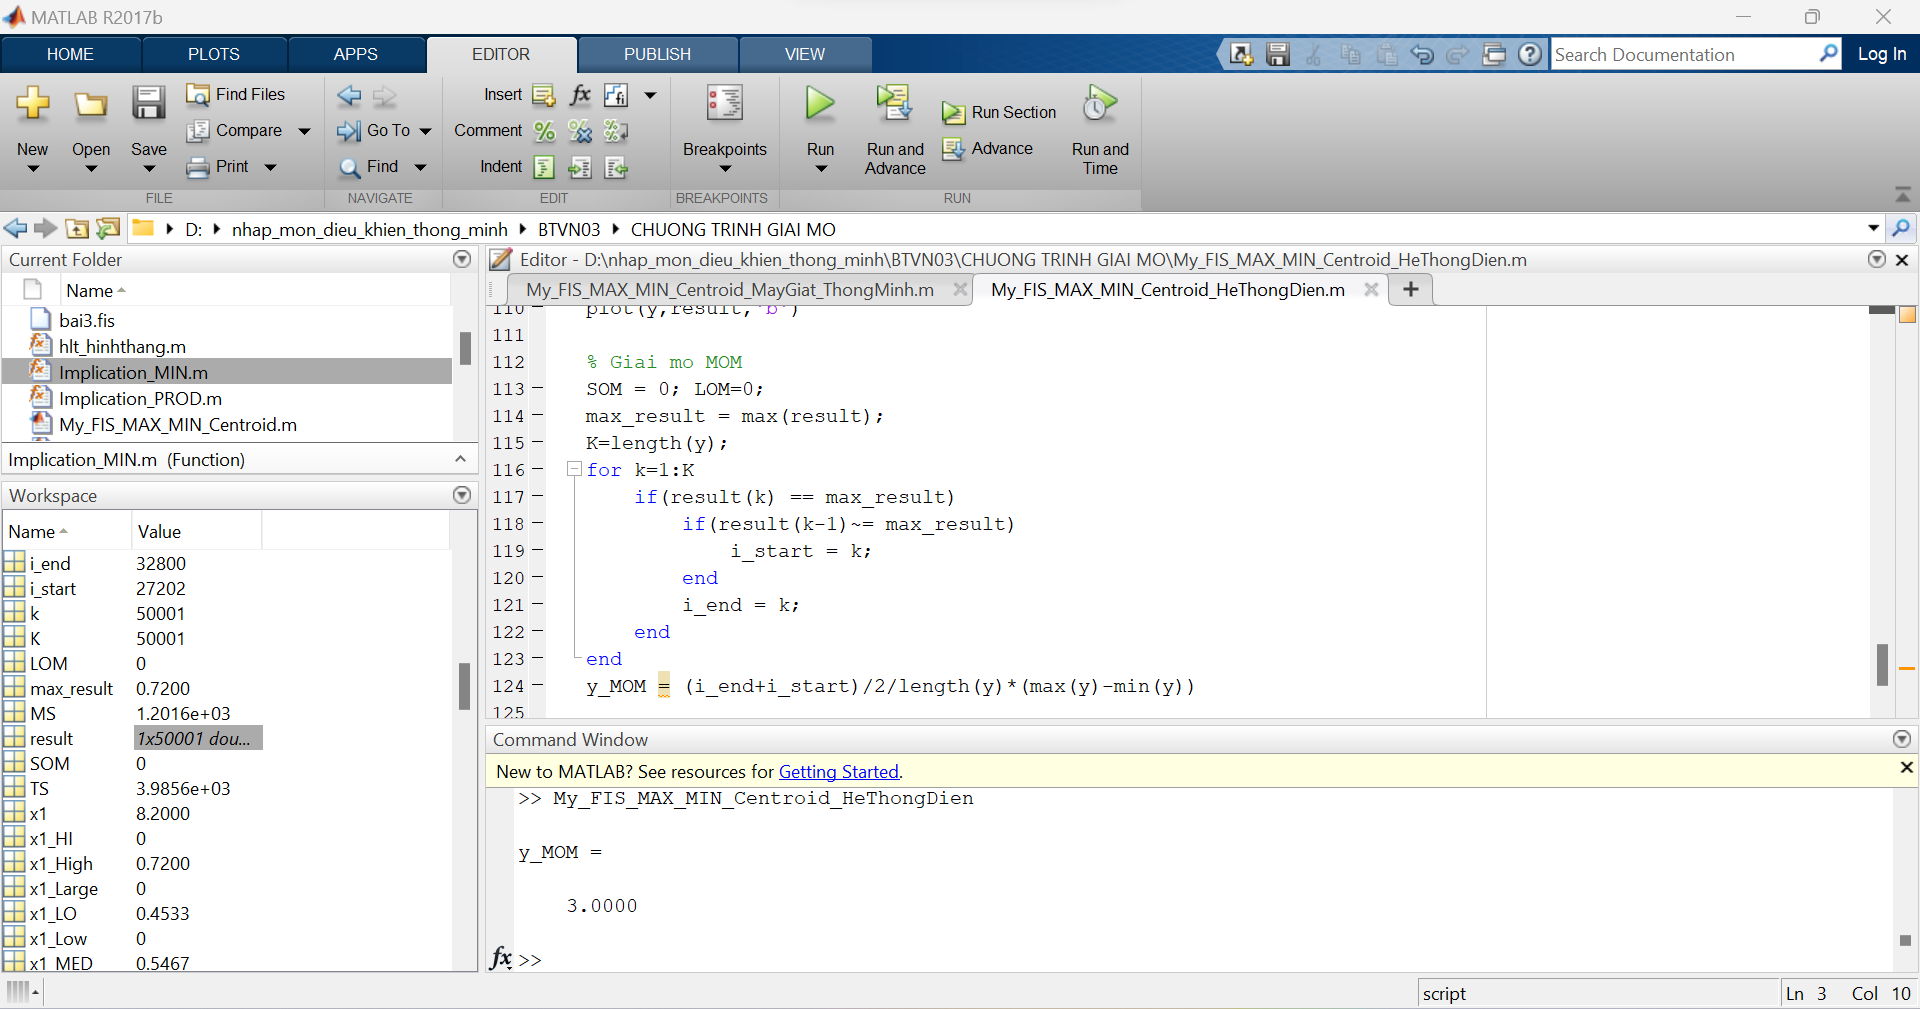 MATLAB R2017b
HOME PLOTS APPS EDITOR PUBLISH VIEW Search Documentation Log In
New Open Save Find Files Compare Print
FILE
Go To Find
NAVIGATE
Insert fx fi
Comment % % %
Indent
EDIT
Breakpoints
BREAKPOINTS
Run Run and Advance Run Section Advance Run and Time
RUN
D: nhap_mon_dieu_khien_thong_minh BTVN03 CHUONG TRINH GIAI MO
Current Folder
Name
bai3.fis
hlt_hinhthang.m
Implication_MIN.m
Implication_PROD.m
My_FIS_MAX_MIN_Centroid.m
Implication_MIN.m (Function)
Workspace
Name Value
i_end 32800
i_start 27202
k 50001
K 50001
LOM 0
max_result 0.7200
MS 1.2016e+03
result 1x50001 dou...
SOM 0
TS 3.9856e+03
x1 8.2000
x1_HI 0
x1_High 0.7200
x1_Large 0
x1_LO 0.4533
x1_Low 0
x1_MED 0.5467
Editor - D:\nhap_mon_dieu_khien_thong_minh\BTVN03\CHUONG TRINH GIAI MO\My_FIS_MAX_MIN_Centroid_HeThongDien.m
My_FIS_MAX_MIN_Centroid_MayGiat_ThongMinh.m My_FIS_MAX_MIN_Centroid_HeThongDien.m +
110 – plot(y,result,'b')
111
112 % Giai mo MOM
113 – SOM = 0; LOM=0;
114 – max_result = max(result);
115 – K=length(y);
116 – for k=1:K
117 – if(result(k) == max_result)
118 – if(result(k-1)~= max_result)
119 – i_start = k;
120 – end
121 – i_end = k;
122 – end
123 – end
124 – y_MOM = (i_end+i_start)/2/length(y)*(max(y)-min(y))
125
Command Window
New to MATLAB? See resources for Getting Started.
>> My_FIS_MAX_MIN_Centroid_HeThongDien
y_MOM =
3.0000
fx >>
script Ln 3 Col 10